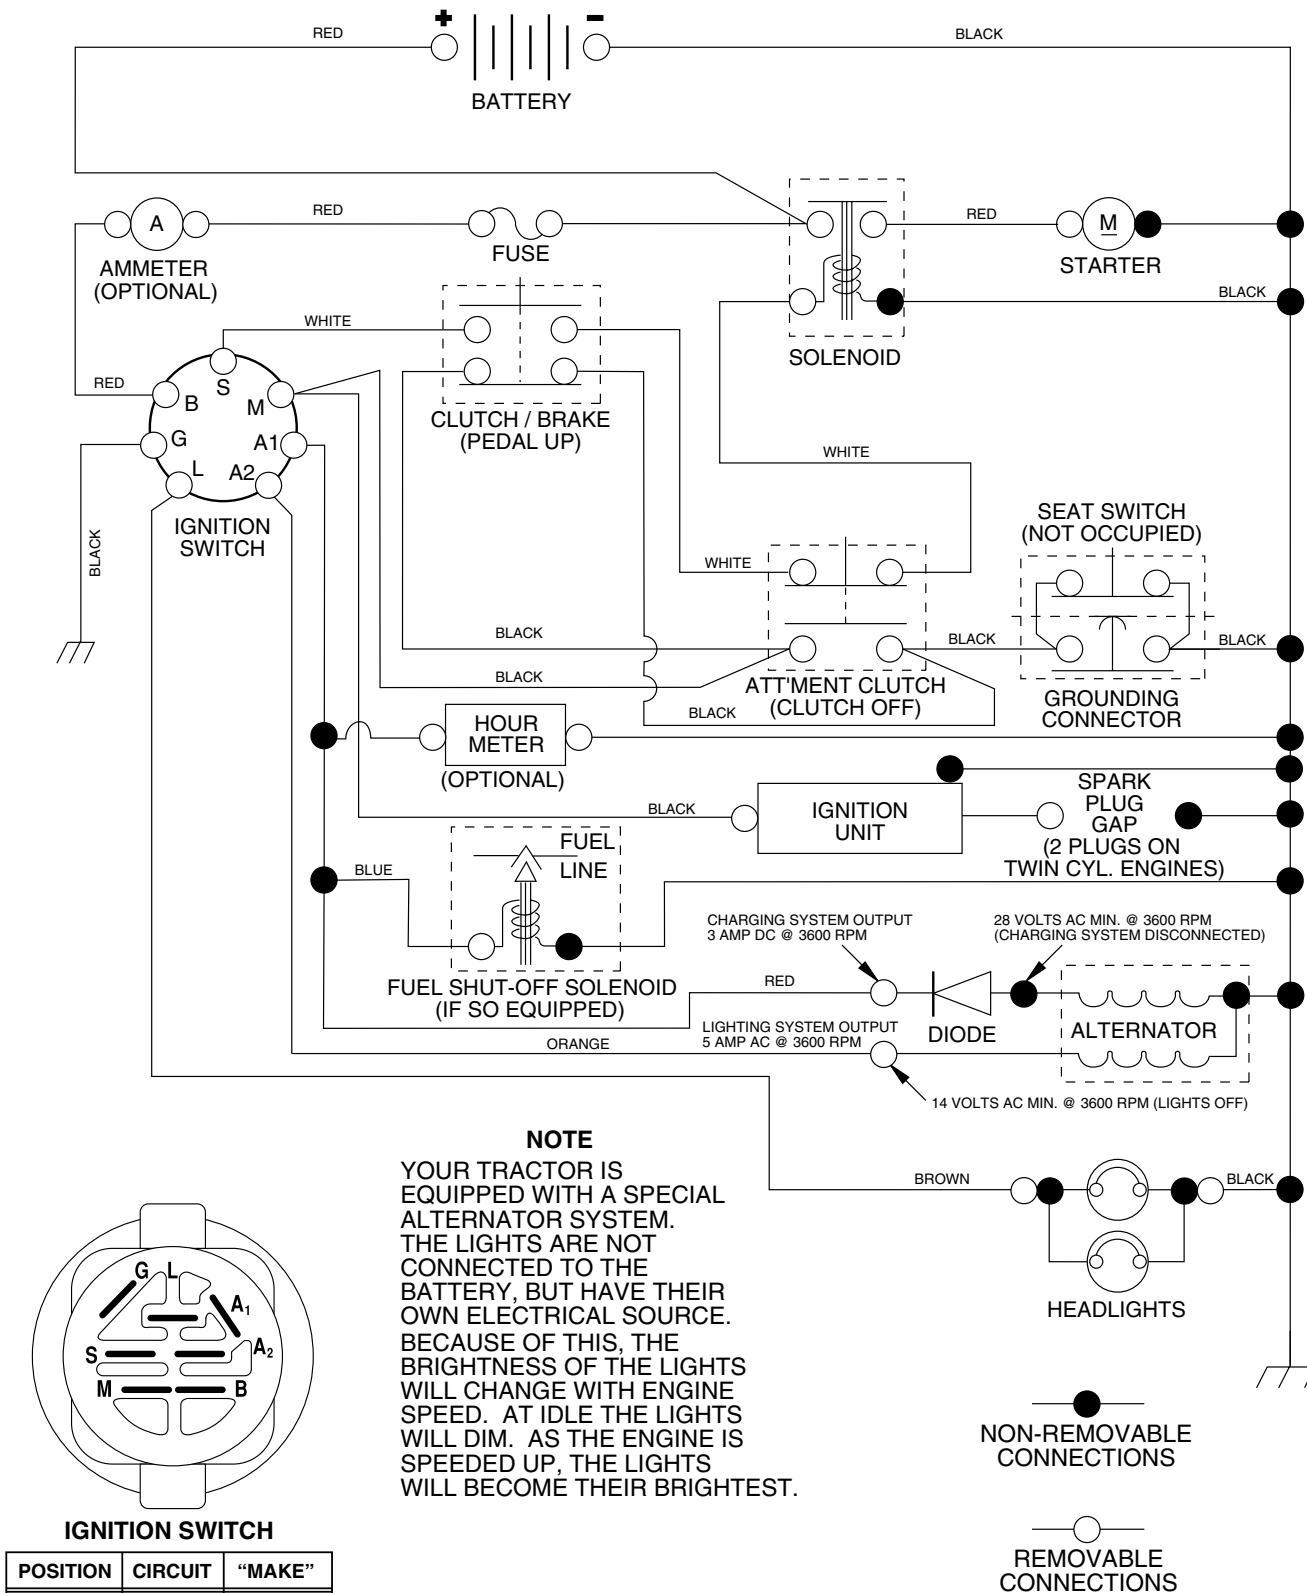 + −
RED
BLACK
BATTERY
A
RED
RED
M
AMMETER
(OPTIONAL)
FUSE
STARTER
WHITE
BLACK
SOLENOID
RED
S
B
M
G
A1
L
A2
CLUTCH / BRAKE
(PEDAL UP)
WHITE
IGNITION
SWITCH
BLACK
SEAT SWITCH
(NOT OCCUPIED)
WHITE
BLACK
BLACK
BLACK
BLACK
ATT'MENT CLUTCH
(CLUTCH OFF)
BLACK
GROUNDING
CONNECTOR
HOUR
METER
(OPTIONAL)
BLACK
IGNITION
UNIT
SPARK
PLUG
GAP
(2 PLUGS ON
TWIN CYL. ENGINES)
FUEL
LINE
BLUE
FUEL SHUT-OFF SOLENOID
(IF SO EQUIPPED)
CHARGING SYSTEM OUTPUT
3 AMP DC @ 3600 RPM
28 VOLTS AC MIN. @ 3600 RPM
(CHARGING SYSTEM DISCONNECTED)
RED
DIODE
ALTERNATOR
LIGHTING SYSTEM OUTPUT
5 AMP AC @ 3600 RPM
ORANGE
14 VOLTS AC MIN. @ 3600 RPM (LIGHTS OFF)
NOTE
YOUR TRACTOR IS
EQUIPPED WITH A SPECIAL
ALTERNATOR SYSTEM.
THE LIGHTS ARE NOT
CONNECTED TO THE
BATTERY, BUT HAVE THEIR
OWN ELECTRICAL SOURCE.
BECAUSE OF THIS, THE
BRIGHTNESS OF THE LIGHTS
WILL CHANGE WITH ENGINE
SPEED. AT IDLE THE LIGHTS
WILL DIM. AS THE ENGINE IS
SPEEDED UP, THE LIGHTS
WILL BECOME THEIR BRIGHTEST.
BROWN
BLACK
HEADLIGHTS
G L
A1
S
A2
M
B
IGNITION SWITCH
POSITION CIRCUIT “MAKE”
NON-REMOVABLE
CONNECTIONS
REMOVABLE
CONNECTIONS